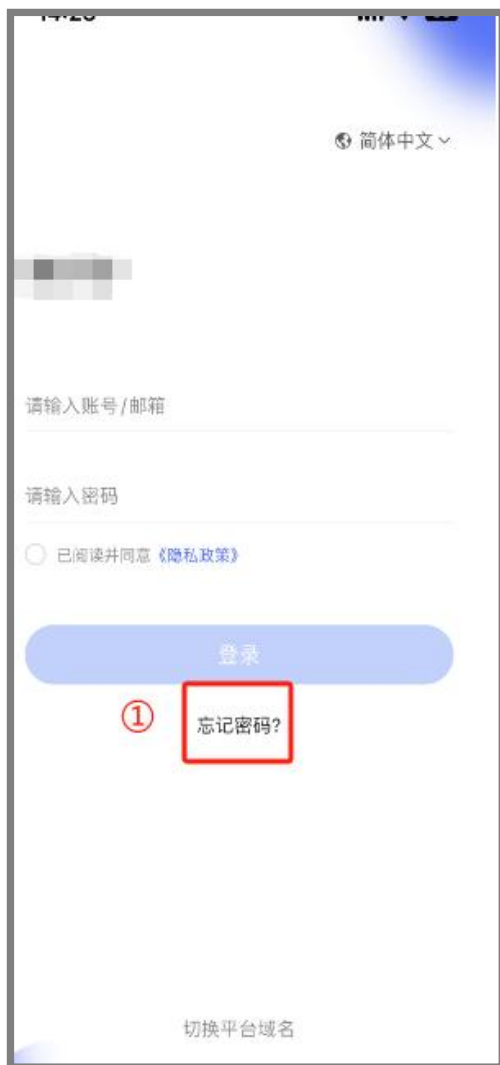 简体中文
请输入账号/邮箱
请输入密码
已阅读并同意《隐私政策》
登录
①
忘记密码?
切换平台域名